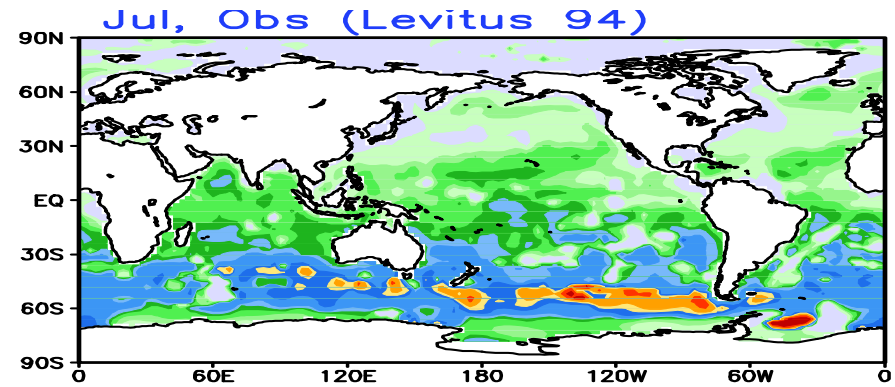 Jul, Obs (Levitus 94)
90N
60N
30N
EQ
30S
60S
90S
0 60E 120E 180 120W 60W 0